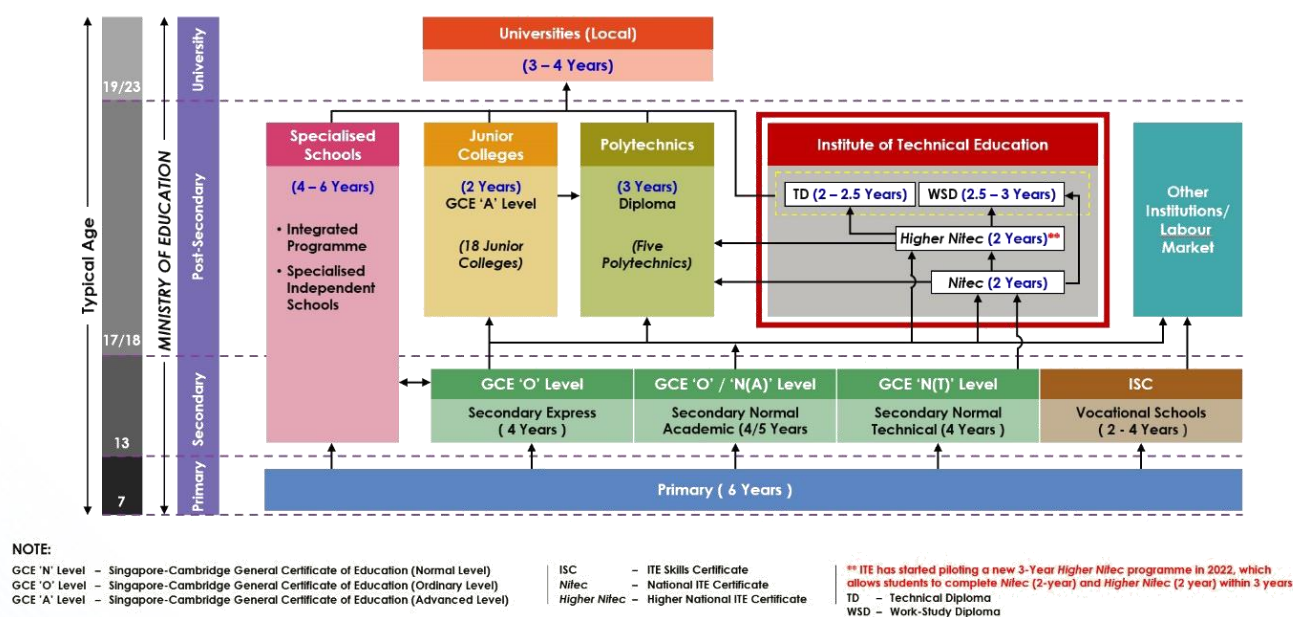 Typical Age
MINISTRY OF EDUCATION
University
Post-Secondary
Secondary
Primary
19/23
17/18
13
7
Universities (Local)
(3 – 4 Years)
Specialised
Schools
(4 – 6 Years)
• Integrated
Programme
• Specialised
Independent
Schools
Junior
Colleges
(2 Years)
GCE ‘A’ Level
(18 Junior
Colleges)
Polytechnics
(3 Years)
Diploma
(Five
Polytechnics)
Institute of Technical Education
TD (2 – 2.5 Years)
WSD (2.5 – 3 Years)
Higher Nitec (2 Years)**
Nitec (2 Years)
Other
Institutions/
Labour
Market
GCE ‘O’ Level
Secondary Express
( 4 Years )
GCE ‘O’ / ‘N(A)’ Level
Secondary Normal
Academic (4/5 Years
GCE ‘N(T)’ Level
Secondary Normal
Technical (4 Years )
ISC
Vocational Schools
( 2 - 4 Years )
Primary ( 6 Years )
NOTE:
GCE ‘N’ Level – Singapore-Cambridge General Certificate of Education (Normal Level)
GCE ‘O’ Level – Singapore-Cambridge General Certificate of Education (Ordinary Level)
GCE ‘A’ Level – Singapore-Cambridge General Certificate of Education (Advanced Level)
ISC – ITE Skills Certificate
Nitec – National ITE Certificate
Higher Nitec – Higher National ITE Certificate
** ITE has started piloting a new 3-Year Higher Nitec programme in 2022, which
allows students to complete Nitec (2-year) and Higher Nitec (2 year) within 3 years
TD – Technical Diploma
WSD – Work-Study Diploma